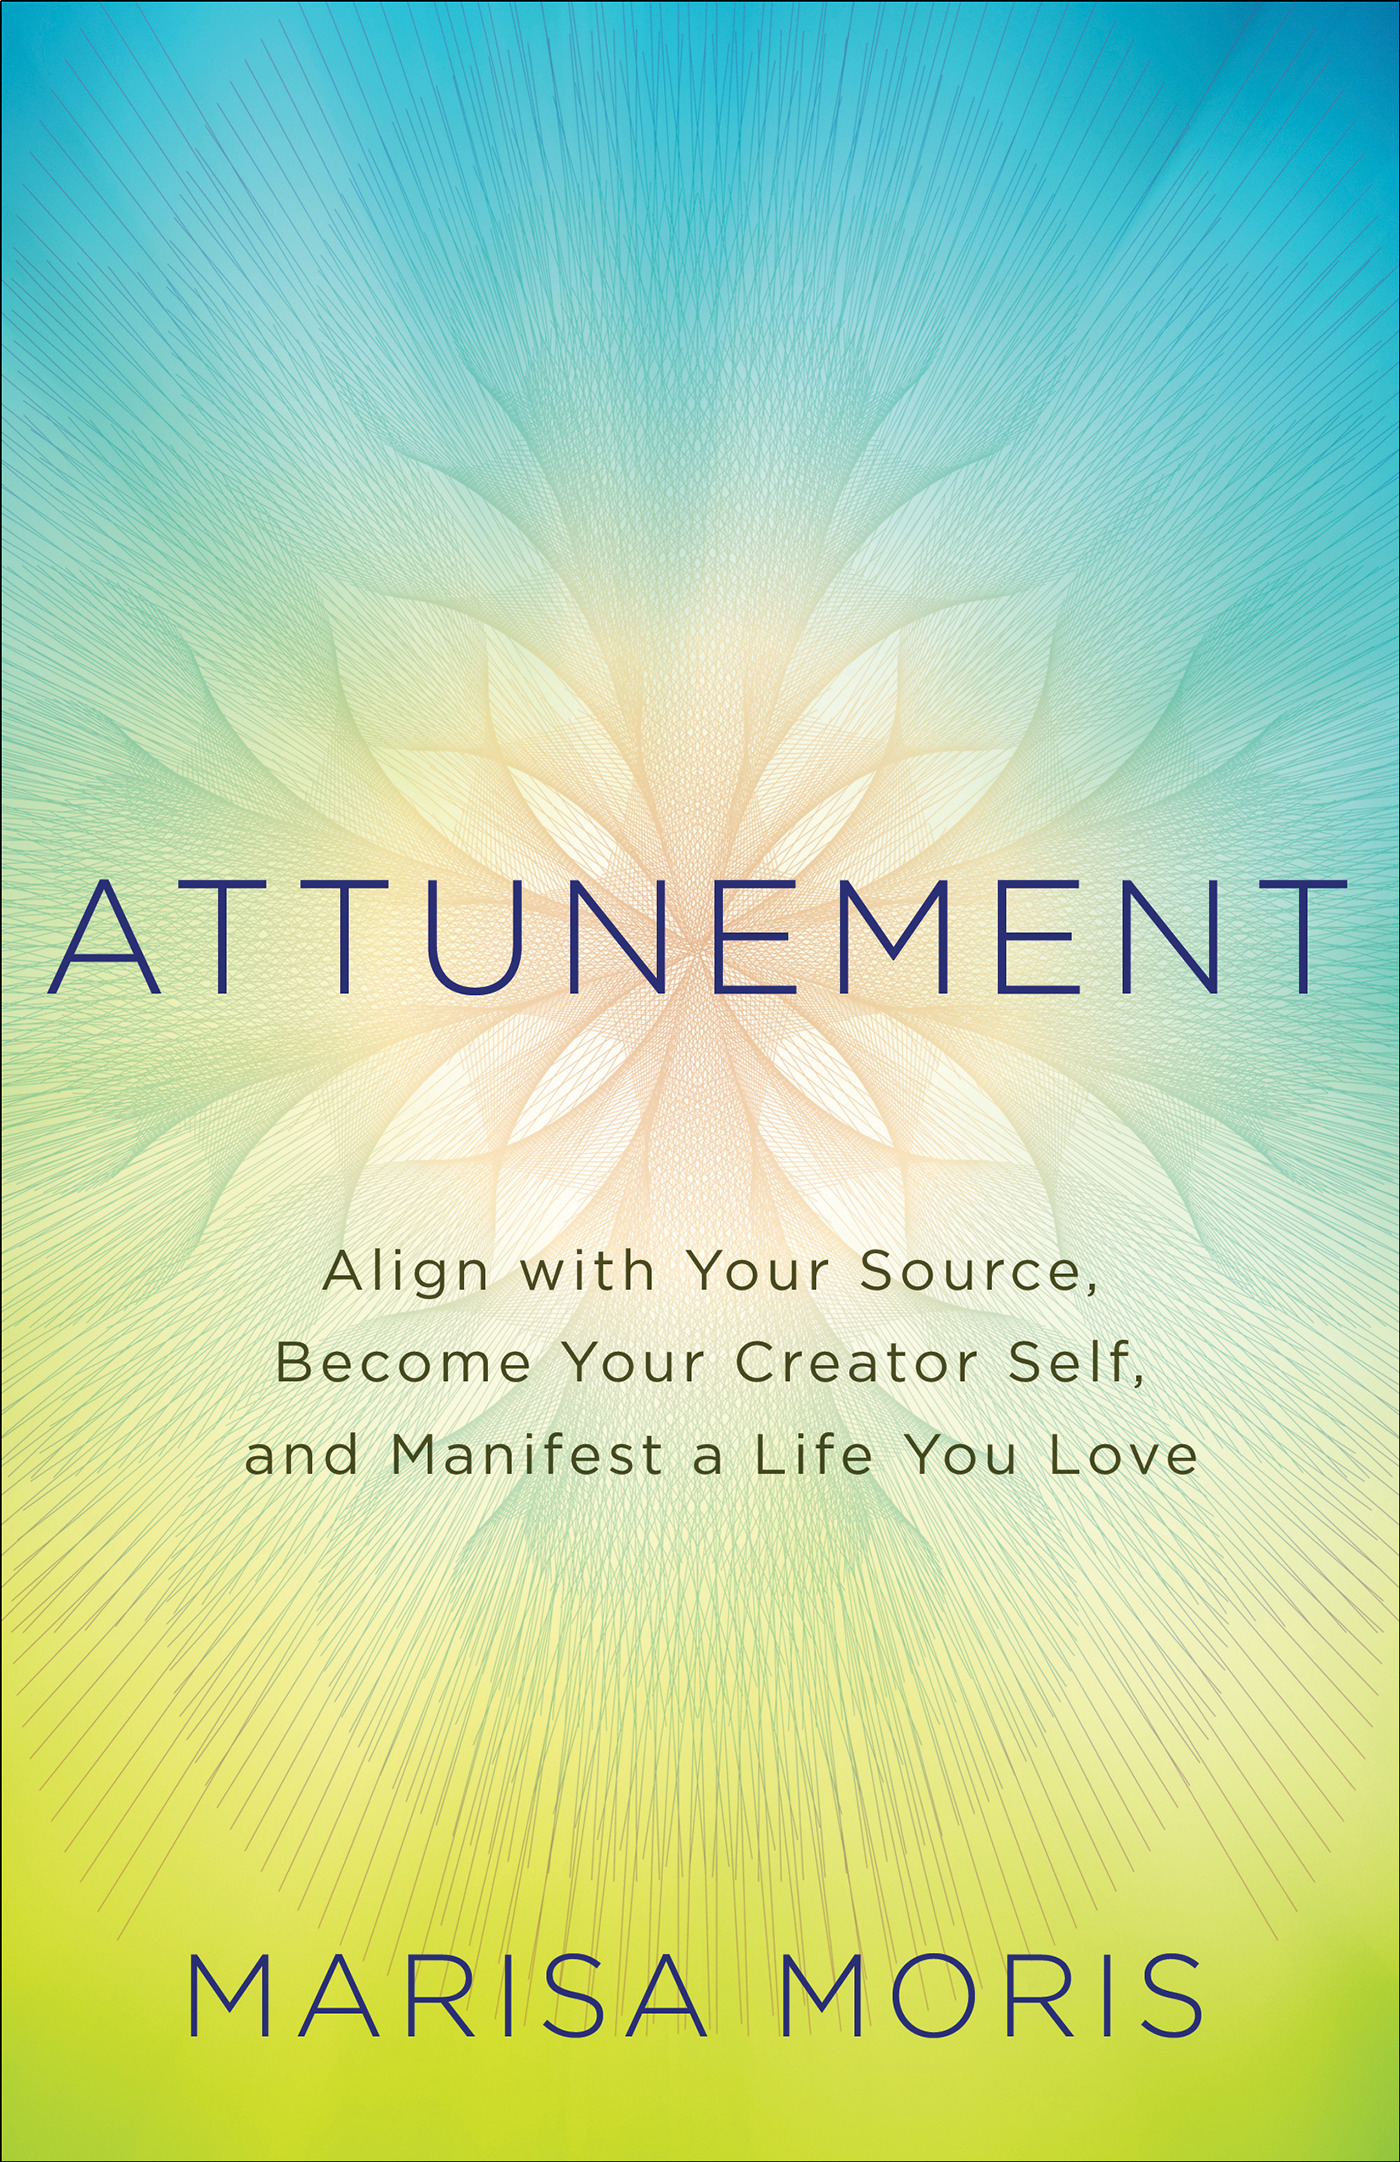 ATTUNEMENT
Align with Your Source,
Become Your Creator Self,
and Manifest a Life You Love
MARISA MORIS